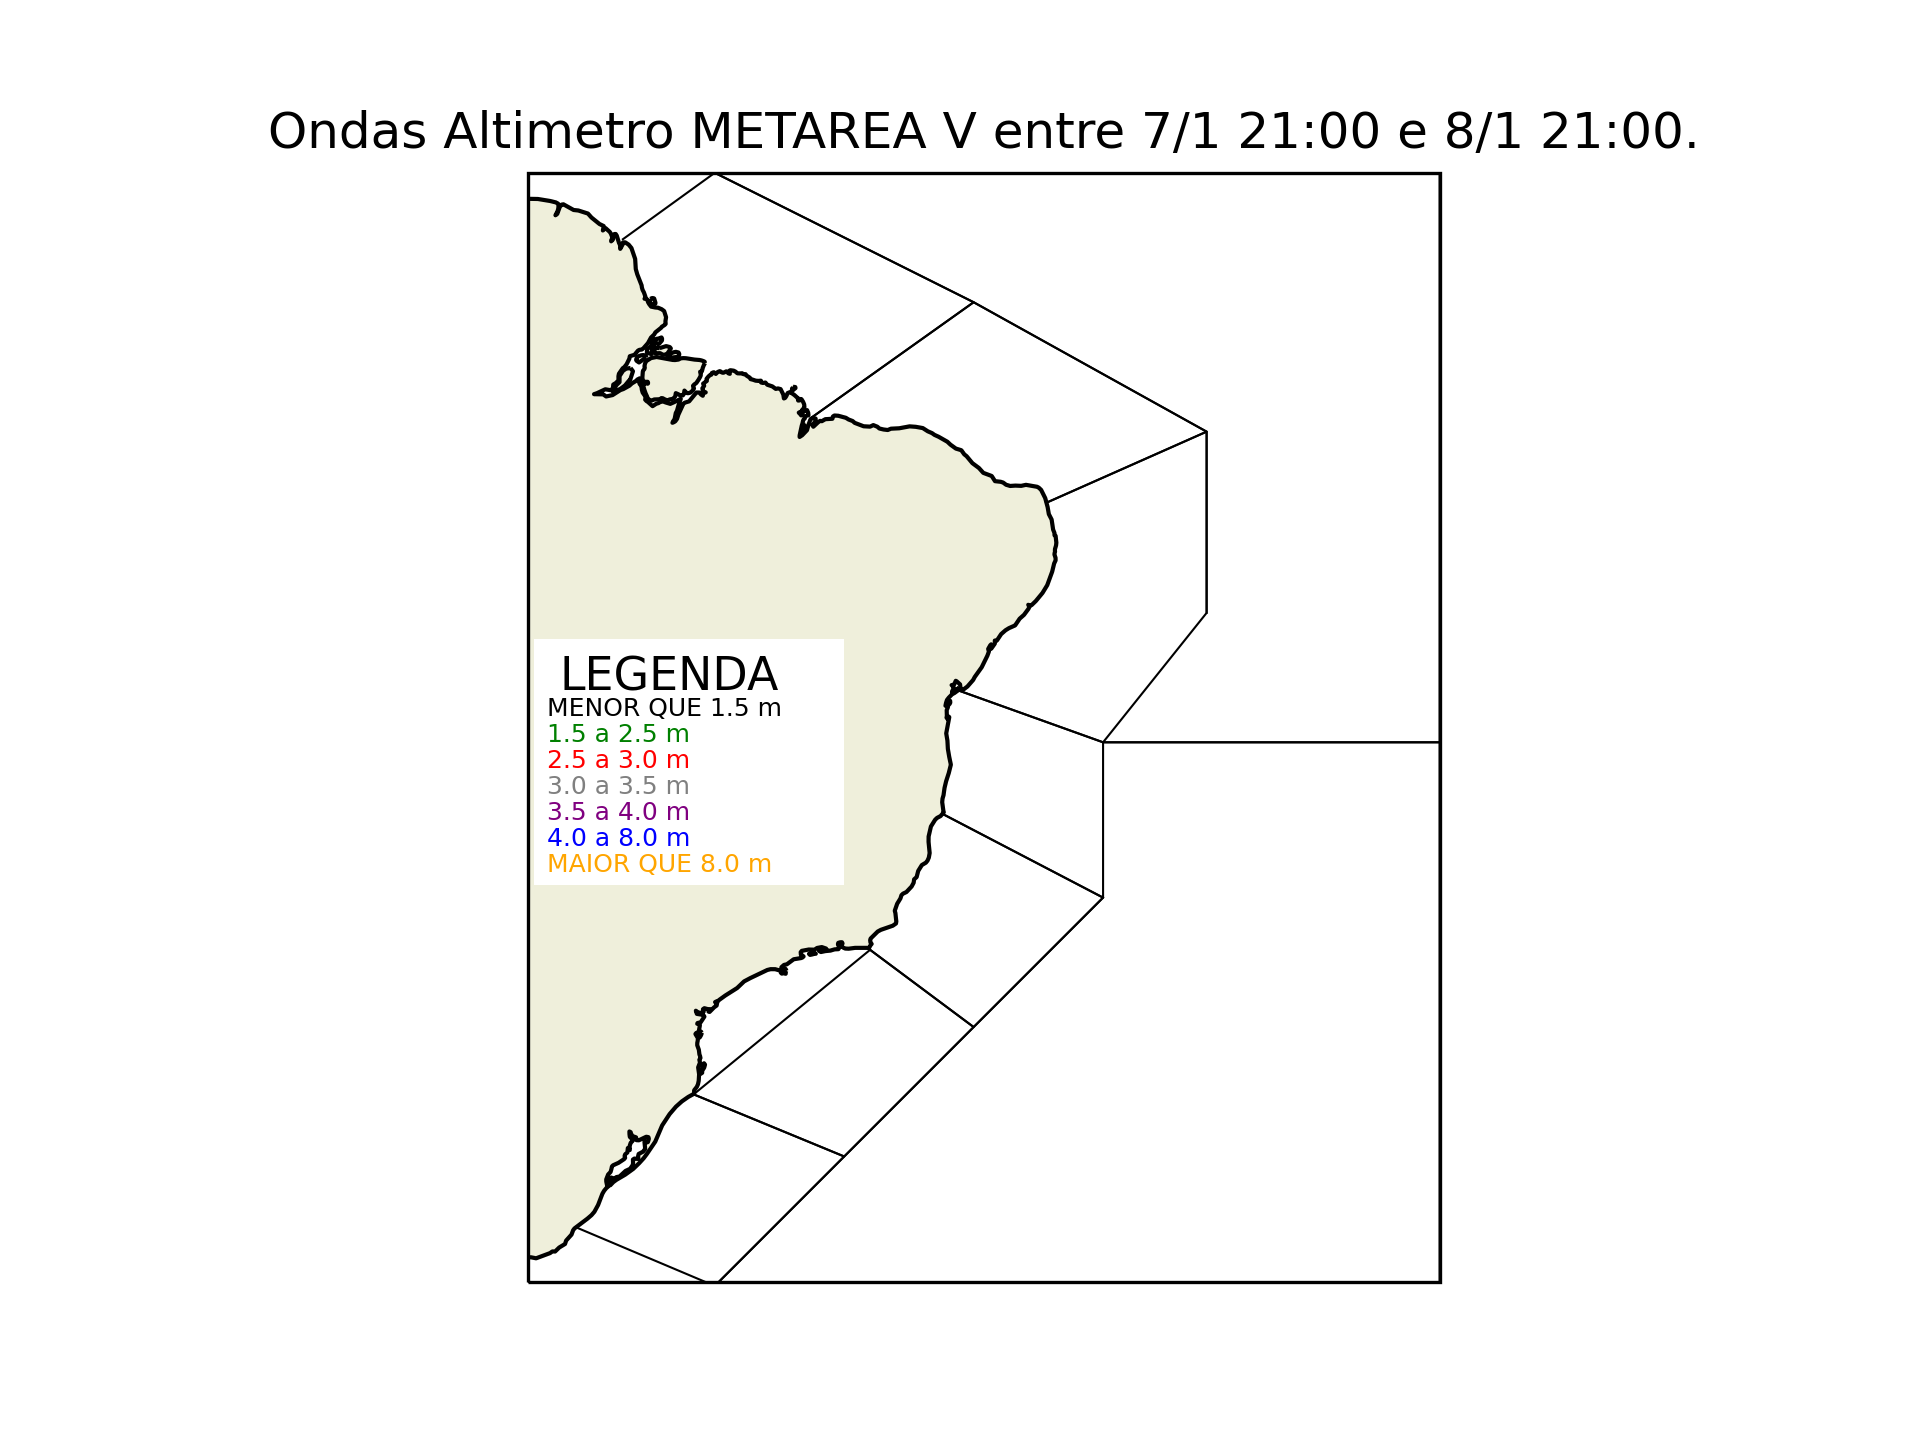 Ondas Altimetro METAREA V entre 7/1 21:00 e 8/1 21:00.
LEGENDA
MENOR QUE 1.5 m
1.5 a 2.5 m
2.5 a 3.0 m
3.0 a 3.5 m
3.5 a 4.0 m
4.0 a 8.0 m
MAIOR QUE 8.0 m